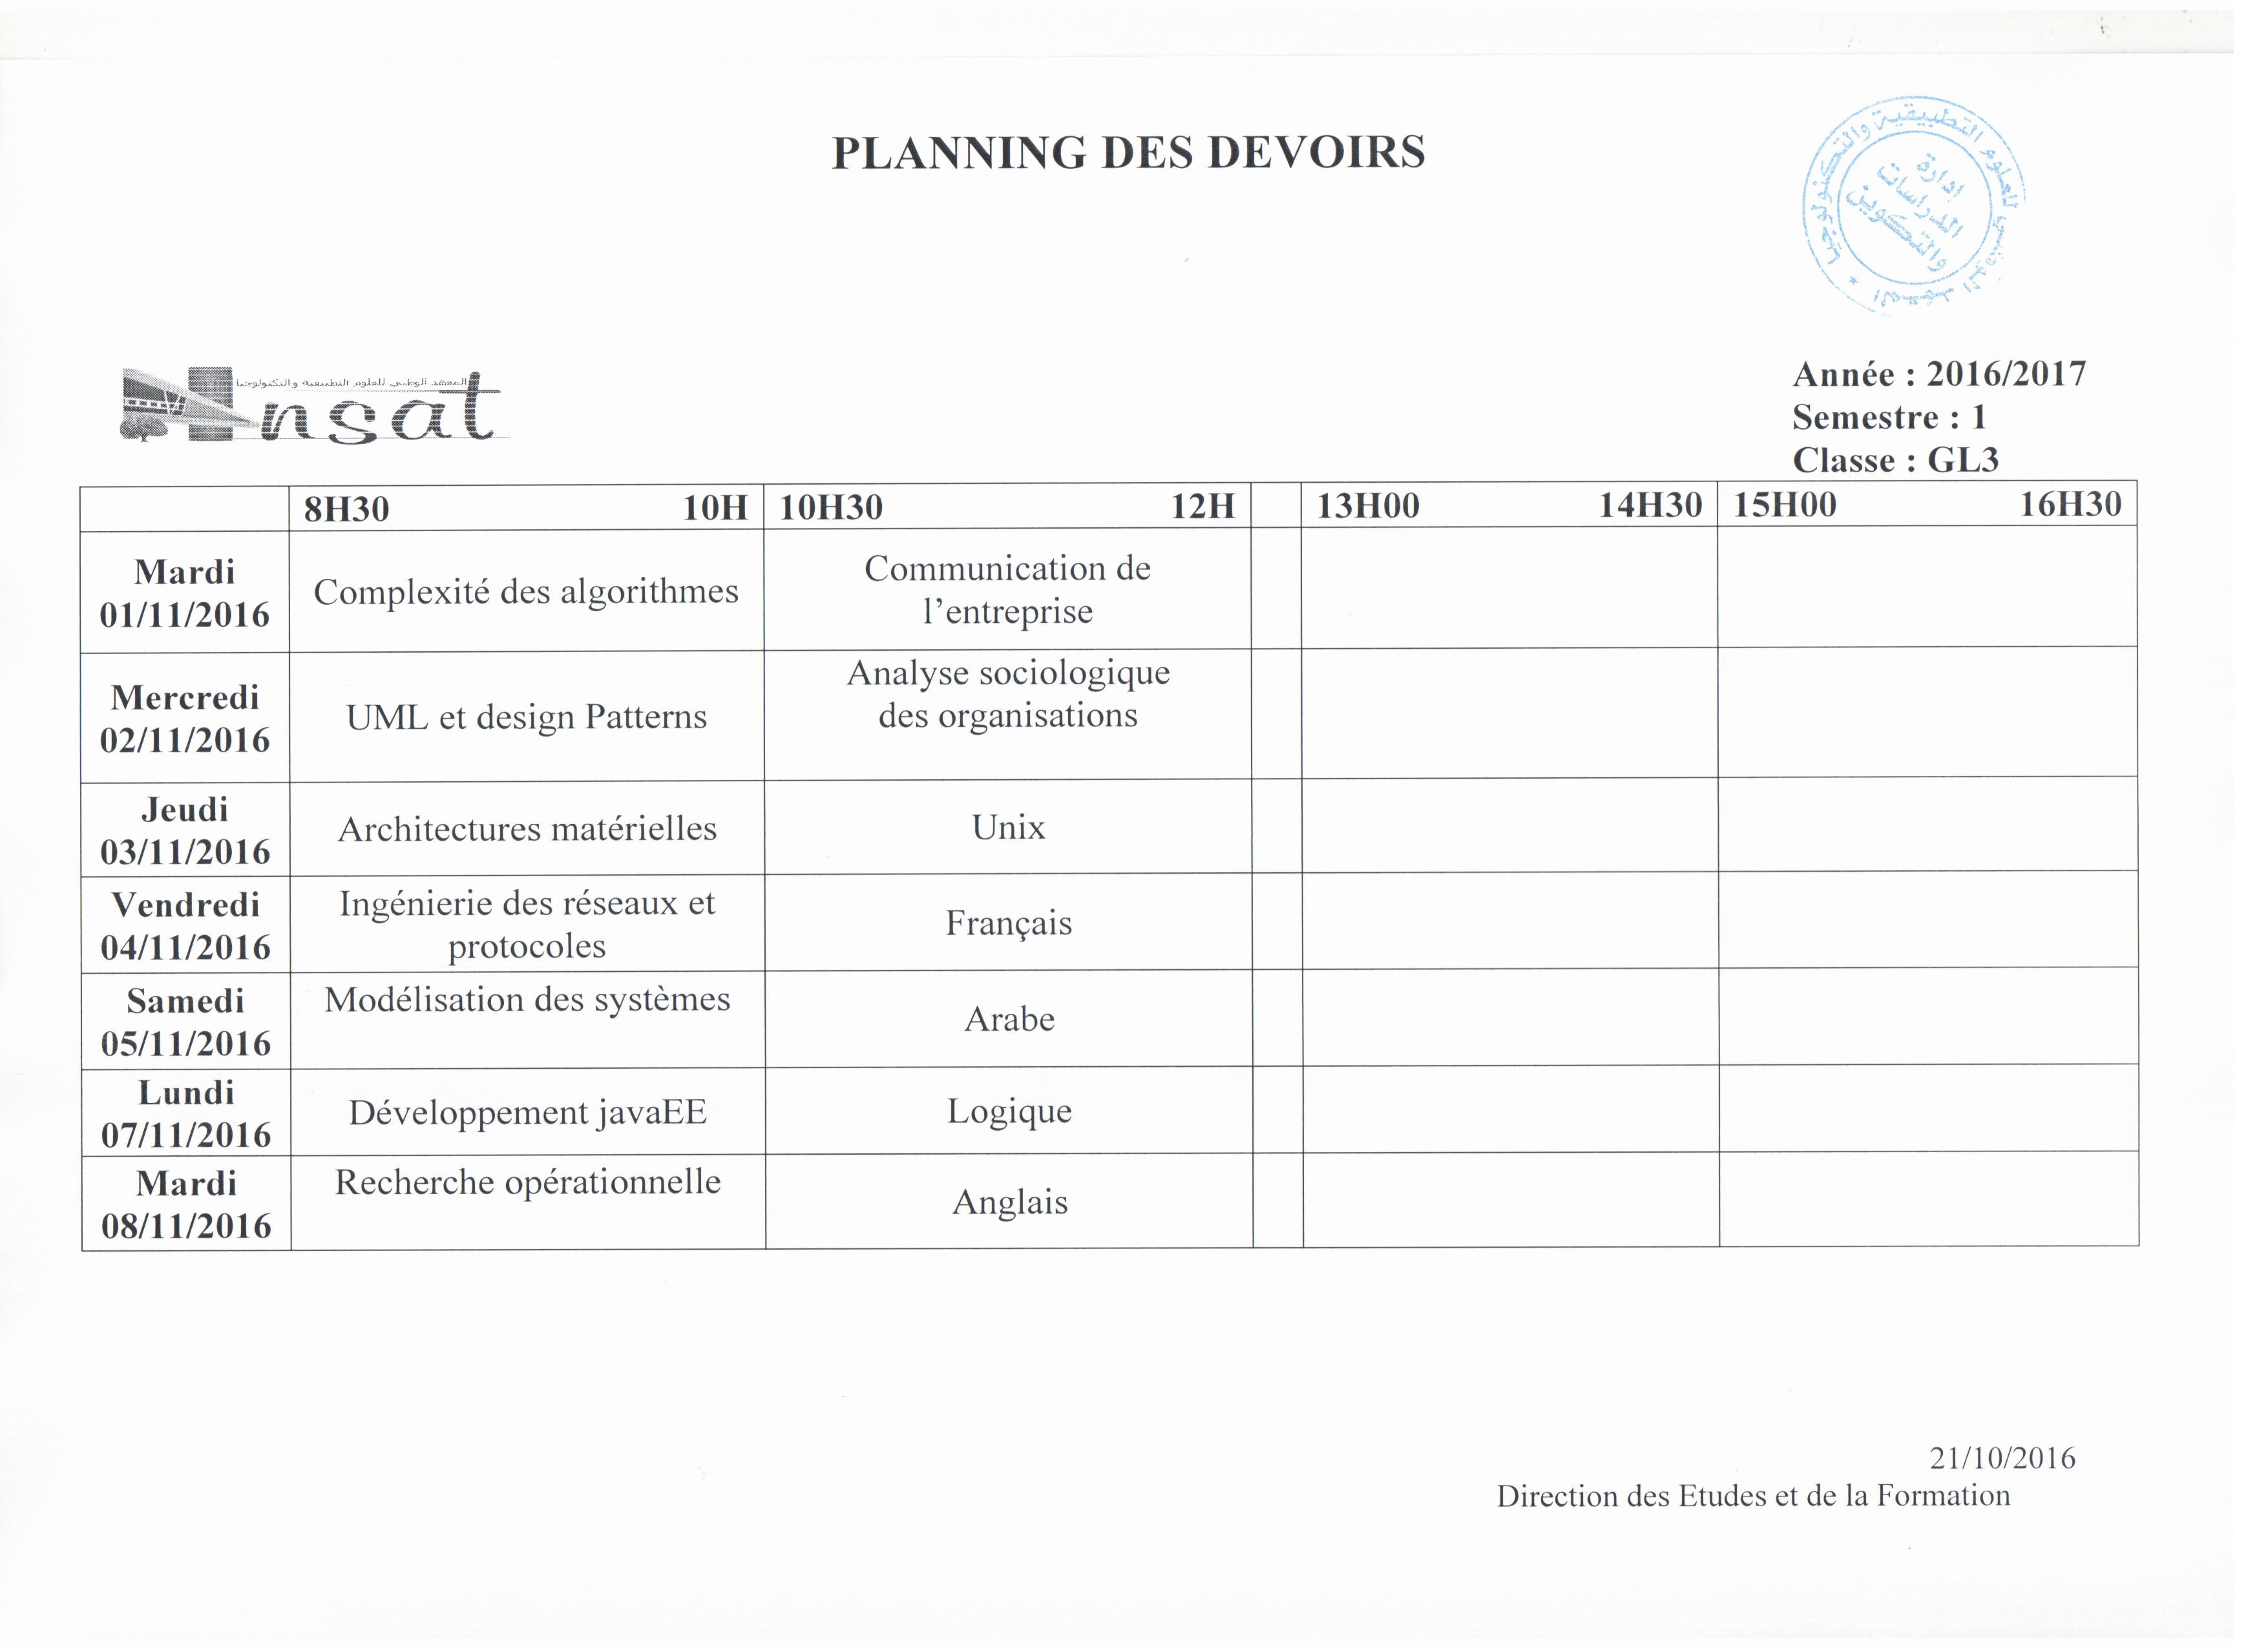 PLANNING DES DEVOIRS
المعهد الوطني للعلوم التطبيقية والتكنولوجيا
إدارة
الدراسات
والتكوين
المعهد الوطني للعلوم التطبيقية والتكنولوجيا
insat
Année : 2016/2017
Semestre : 1
Classe : GL3
8H30 10H 10H30 12H 13H00 14H30 15H00 16H30
Mardi
01/11/2016
Complexité des algorithmes
Communication de
l’entreprise
Mercredi
02/11/2016
UML et design Patterns
Analyse sociologique
des organisations
Jeudi
03/11/2016
Architectures matérielles
Unix
Vendredi
04/11/2016
Ingénierie des réseaux et
protocoles
Français
Samedi
05/11/2016
Modélisation des systèmes
Arabe
Lundi
07/11/2016
Développement javaEE
Logique
Mardi
08/11/2016
Recherche opérationnelle
Anglais
21/10/2016
Direction des Etudes et de la Formation